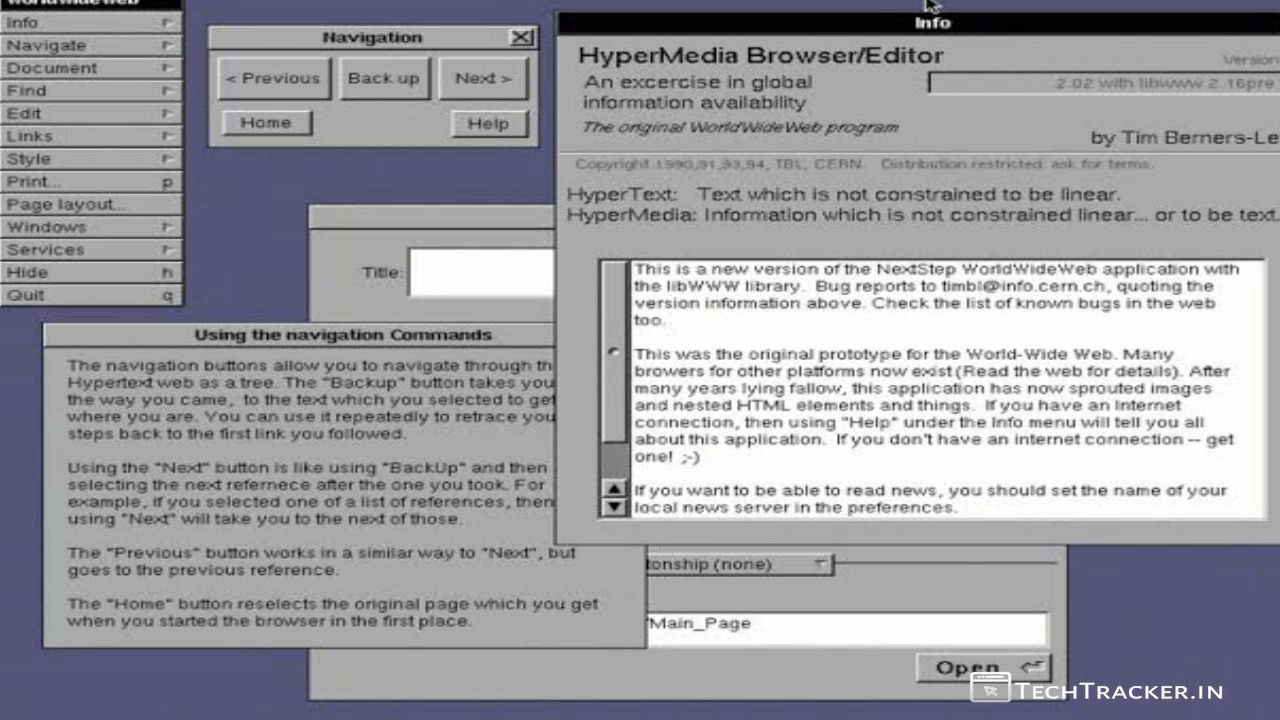 WorldWideWeb
Info
Navigate
Document
Find
Edit
Links
Style
Print... p
Page layout...
Windows
Services
Hide h
Quit q
Navigation
< Previous Back up Next >
Home Help
Info
HyperMedia Browser/Editor
Version
An excercise in global
information availability
2.02 with libwww 2.16pre
The original WorldWideWeb program
by Tim Berners-Le
Copyright 1990,91,93,94, TBL, CERN. Distribution restricted: ask for terms.
HyperText: Text which is not constrained to be linear.
HyperMedia: Information which is not constrained linear... or to be text.
This is a new version of the NextStep WorldWideWeb application with
the libWWW library. Bug reports to timbl@info.cern.ch, quoting the
version information above. Check the list of known bugs in the web
too.
This was the original prototype for the World-Wide Web. Many
browers for other platforms now exist (Read the web for details). After
many years lying fallow, this application has now sprouted images
and nested HTML elements and things. If you have an Internet
connection, then using "Help" under the Info menu will tell you all
about this application. If you don't have an internet connection -- get
one! ;-)
If you want to be able to read news, you should set the name of your
local news server in the preferences.
Title:
Using the navigation Commands
The navigation buttons allow you to navigate through th
Hypertext web as a tree. The "Backup" button takes you
the way you came, to the text which you selected to get
where you are. You can use it repeatedly to retrace you
steps back to the first link you followed.
Using the "Next" button is like using "BackUp" and then
selecting the next refernece after the one you took. For
example, if you selected one of a list of references, then
using "Next" will take you to the next of those.
The "Previous" button works in a similar way to "Next", but
goes to the previous reference.
The "Home" button reselects the original page which you get
when you started the browser in the first place.
tionship (none)
/Main_Page
Open
TECHTRACKER.IN